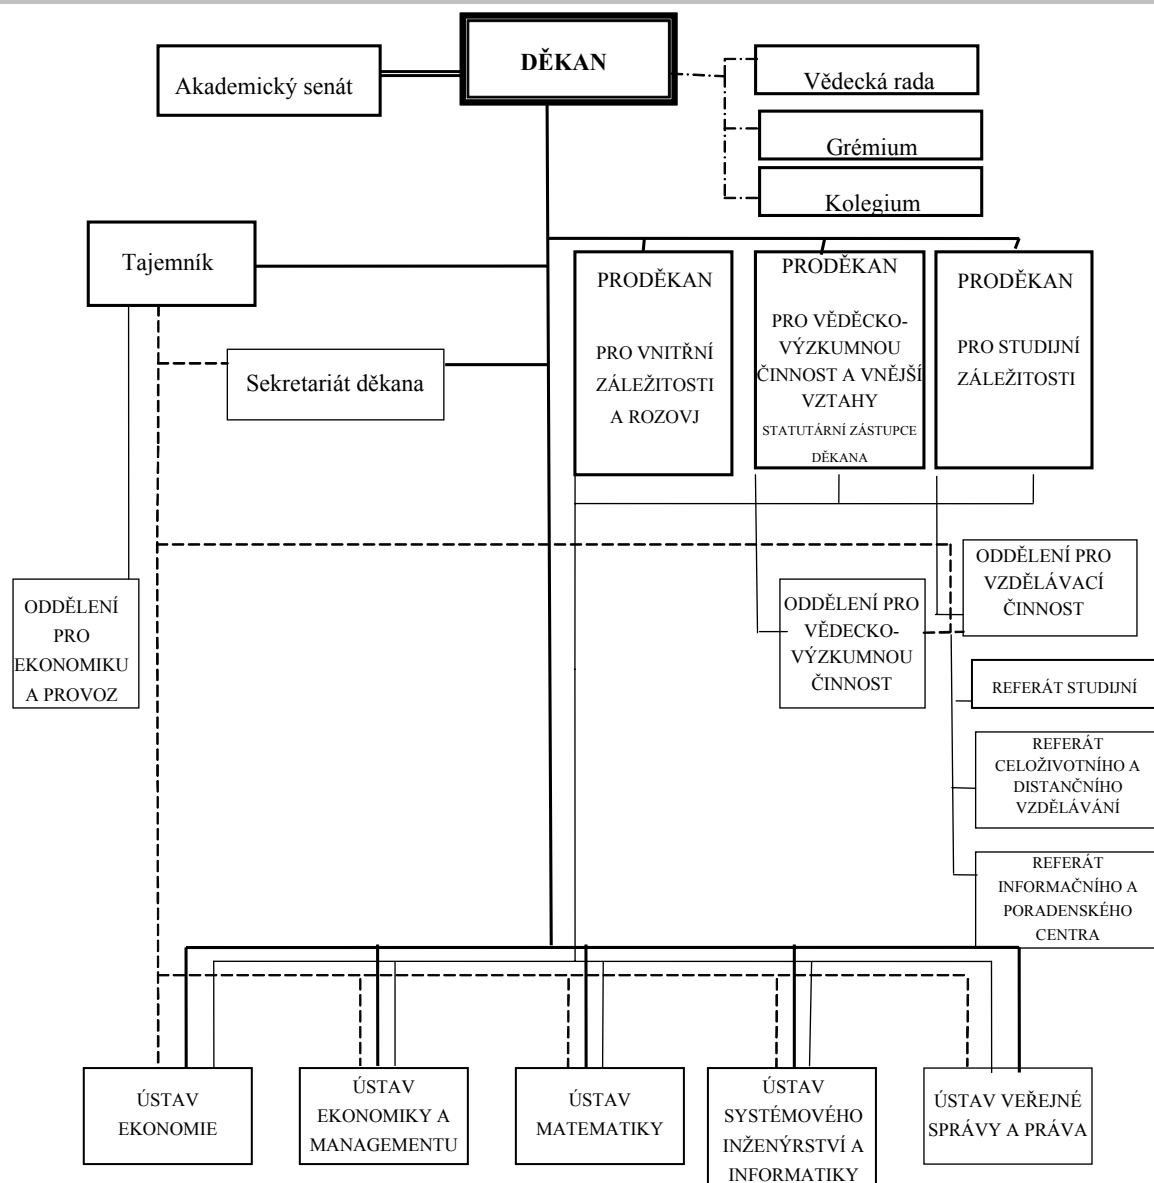 DĚKAN
Akademický senát
Vědecká rada
Grémium
Kolegium
Tajemník
Sekretariát děkana
PRODĚKAN
PRO VNITŘNÍ
ZÁLEŽITOSTI
A ROZOVJ
PRODĚKAN
PRO VĚDĚCKO-
VÝZKUMNOU
ČINNOST A VNĚJŠÍ
VZTAHY
STATUTÁRNÍ ZÁSTUPCE
DĚKANA
PRODĚKAN
PRO STUDIJNÍ
ZÁLEŽITOSTI
ODDĚLENÍ
PRO
EKONOMIKU
A PROVOZ
ODDĚLENÍ PRO
VĚDECKO-
VÝZKUMNOU
ČINNOST
ODDĚLENÍ PRO
VZDĚLÁVACÍ
ČINNOST
REFERÁT STUDIJNÍ
REFERÁT
CELOŽIVOTNÍHO A
DISTANČNÍHO
VZDĚLÁVÁNÍ
REFERÁT
INFORMAČNÍHO A
PORADENSKÉHO
CENTRA
ÚSTAV
EKONOMIE
ÚSTAV
EKONOMIKY A
MANAGEMENTU
ÚSTAV
MATEMATIKY
ÚSTAV
SYSTÉMOVÉHO
INŽENÝRSTVÍ A
INFORMATIKY
ÚSTAV VEŘEJNÉ
SPRÁVY A PRÁVA